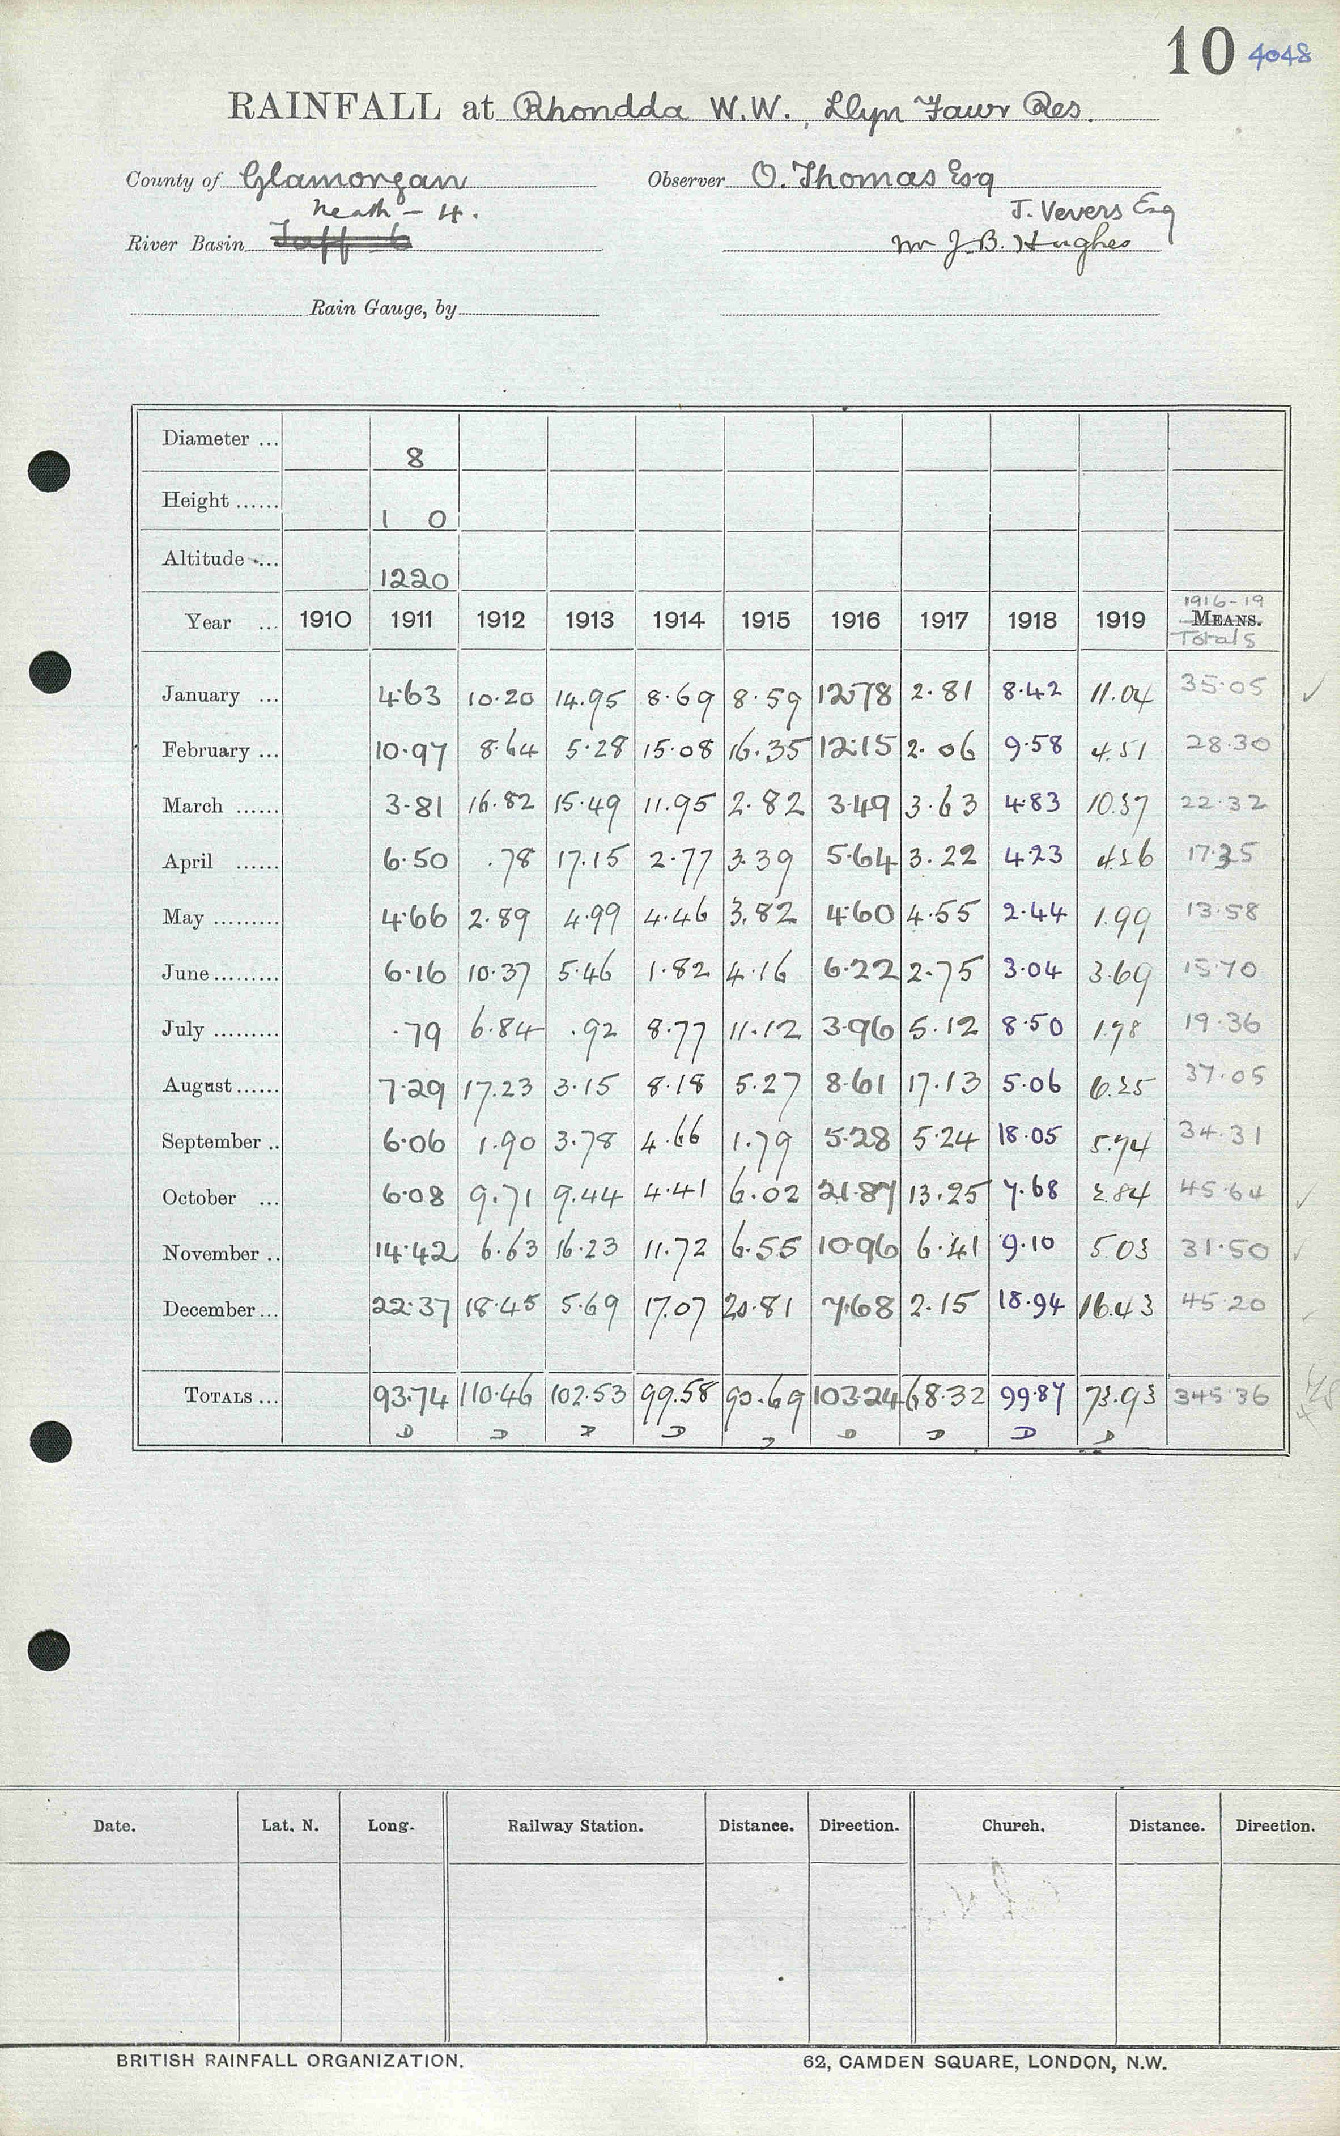 10 4048
RAINFALL at Rhondda W.W., Llyn Fawr Res.
County of Glamorgan Observer O. Thomas Esq
Neath - 4. J. Vevers Esq
River Basin Taff 6 Mr J.B. Hughes
Rain Gauge, by
Diameter ... 8
Height ...... 1 0
Altitude ... 1220
1916-19
Year ... 1910 1911 1912 1913 1914 1915 1916 1917 1918 1919 MEANS.
Totals
January ... 4.63 10.20 14.95 8.69 8.59 12.78 2.81 8.42 11.04 35.05 ✓
February ... 10.97 8.64 5.28 15.08 16.35 12.15 2.06 9.58 4.51 28.30
March ...... 3.81 16.82 15.49 11.95 2.82 3.49 3.63 4.83 10.37 22.32
April ...... 6.50 .78 17.15 2.77 3.39 5.64 3.22 4.23 4.26 17.35
May ......... 4.66 2.89 4.99 4.46 3.82 4.60 4.55 2.44 1.99 13.58
June ......... 6.16 10.37 5.46 1.82 4.16 6.22 2.75 3.04 3.69 15.70
July ......... .79 6.84 .92 8.77 11.12 3.96 5.12 8.50 1.78 19.36
August ...... 7.29 17.23 3.15 8.18 5.27 8.61 17.13 5.06 6.25 37.05
September .. 6.06 1.90 3.78 4.66 1.79 5.28 5.24 18.05 5.74 34.31
October ... 6.08 9.71 9.44 4.41 6.02 21.87 13.25 7.68 2.84 45.64 ✓
November .. 14.42 6.63 16.23 11.72 6.55 10.96 6.41 9.10 5.03 31.50 ✓
December ... 22.37 18.45 5.69 17.07 20.81 7.68 2.15 18.94 16.43 45.20
TOTALS ... 93.74 110.46 102.53 99.58 90.69 103.24 68.32 99.87 73.93 345.36
D D D D D D D D D
Date. Lat. N. Long. Railway Station. Distance. Direction. Church. Distance. Direction.
BRITISH RAINFALL ORGANIZATION. 62, CAMDEN SQUARE, LONDON, N.W.